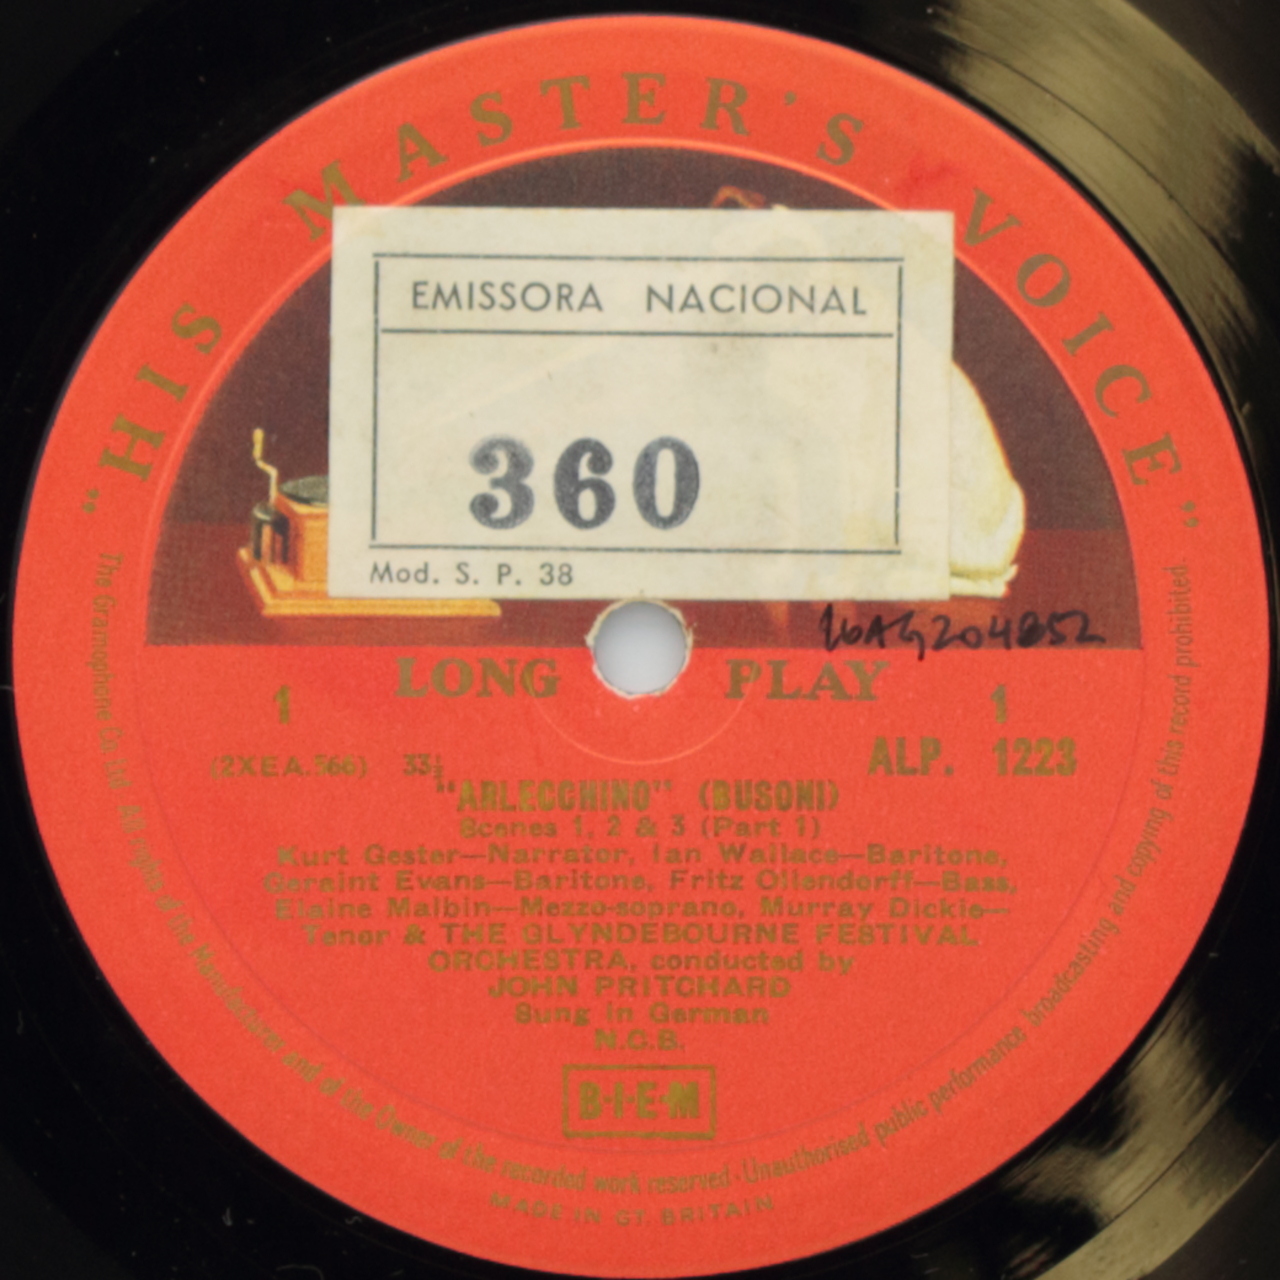 "HIS MASTER'S VOICE"
EMISSORA NACIONAL
360
Mod. S. P. 38
LONG PLAY
1 1
(2XEA.566) 33⅓ ALP. 1223
"ARLECCHINO" (BUSONI)
Scenes 1, 2 & 3 (Part 1)
Kurt Gester—Narrator, Ian Wallace—Baritone,
Geraint Evans—Baritone, Fritz Ollendorff—Bass,
Elaine Malbin—Mezzo-soprano, Murray Dickie—
Tenor & THE GLYNDEBOURNE FESTIVAL
ORCHESTRA, conducted by
JOHN PRITCHARD
Sung in German
N.C.B.
B·I·E·M
The Gramophone Co. Ltd. All rights of the Manufacturer and of the Owner of the recorded work reserved. Unauthorised public performance broadcasting and copying of this record prohibited.
MADE IN GT. BRITAIN